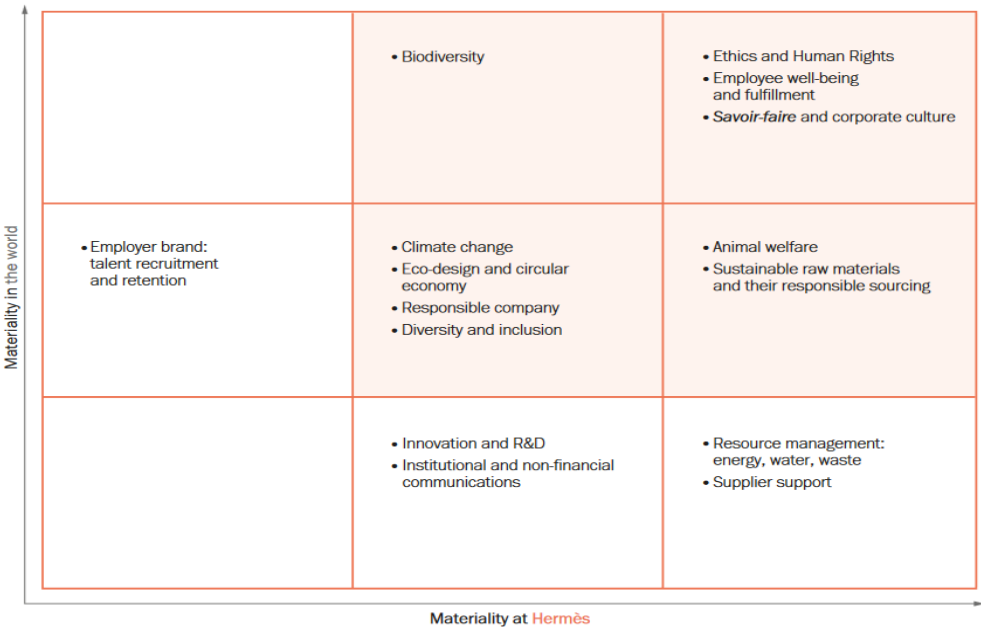 Materiality in the world
• Biodiversity
• Ethics and Human Rights
• Employee well-being
and fulfillment
• Savoir-faire and corporate culture
• Employer brand:
talent recruitment
and retention
• Climate change
• Eco-design and circular
economy
• Responsible company
• Diversity and inclusion
• Animal welfare
• Sustainable raw materials
and their responsible sourcing
• Innovation and R&D
• Institutional and non-financial
communications
• Resource management:
energy, water, waste
• Supplier support
Materiality at Hermès